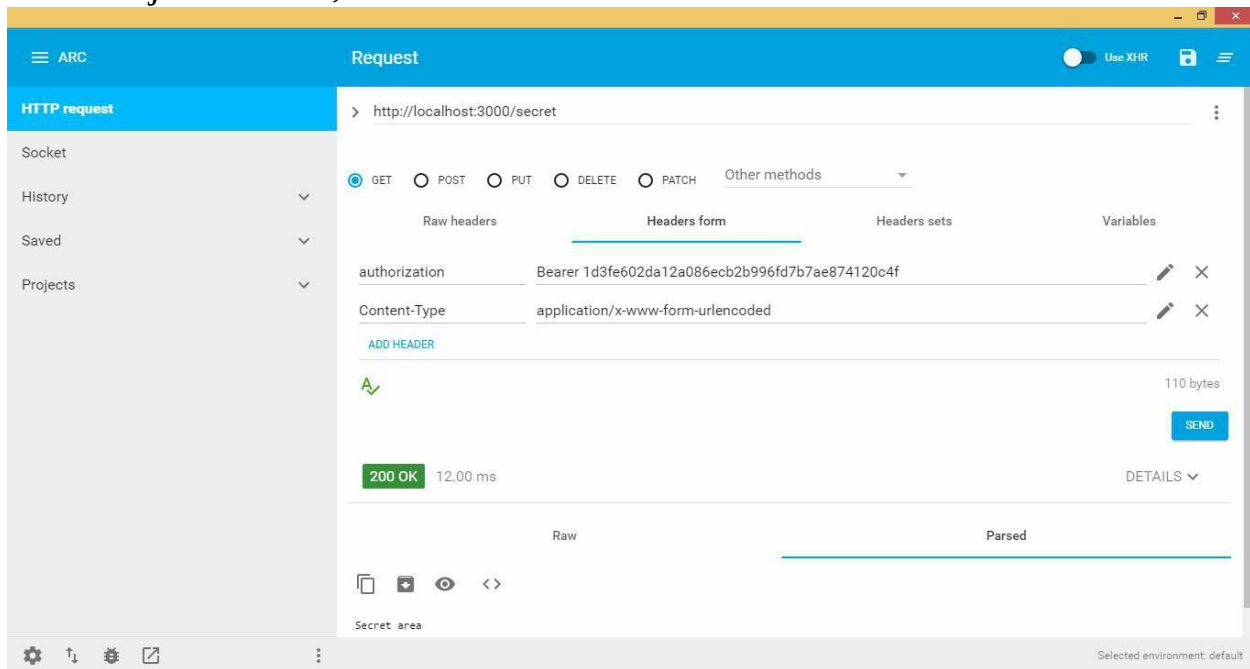 ARC
Request
Use XHR
HTTP request
http://localhost:3000/secret
Socket
History
Saved
Projects
GET POST PUT DELETE PATCH Other methods
Raw headers Headers form Headers sets Variables
authorization Bearer 1d3fe602da12a086ecb2b996fd7b7ae874120c4f
Content-Type application/x-www-form-urlencoded
ADD HEADER
110 bytes
SEND
200 OK 12.00 ms DETAILS
Raw Parsed
Secret area
Selected environment: default